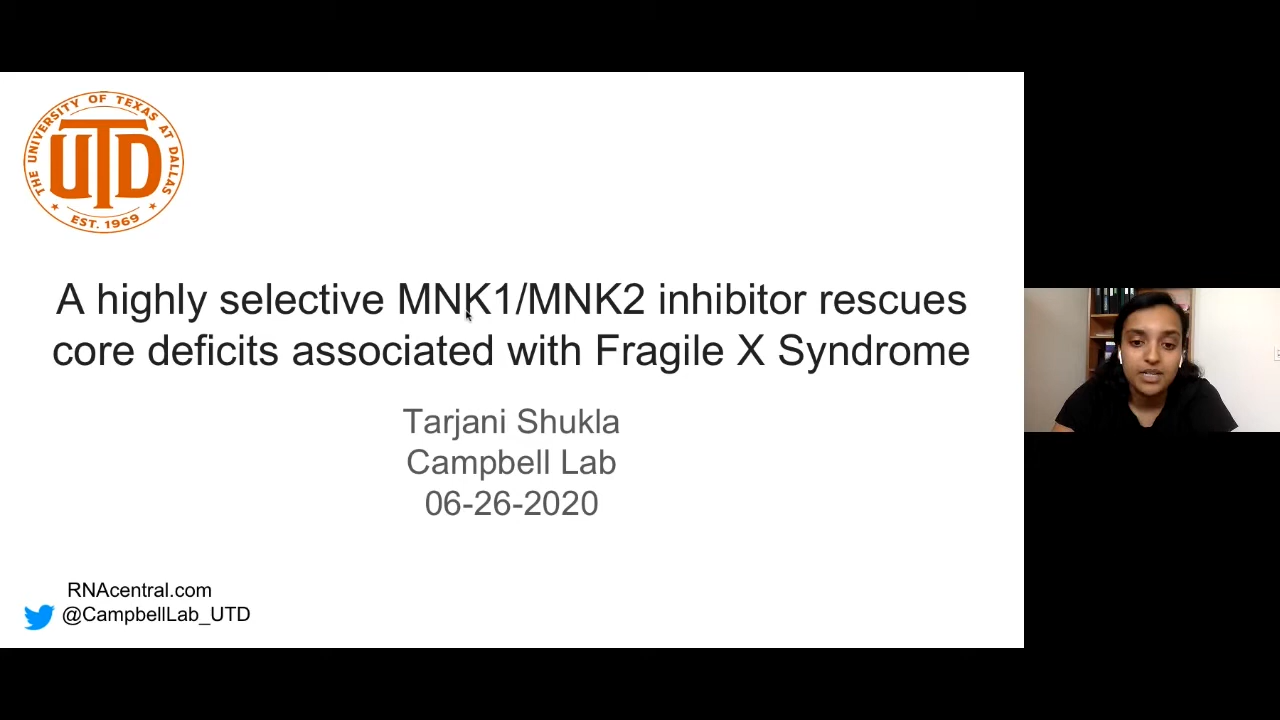 THE UNIVERSITY OF TEXAS AT DALLAS
UTD
EST. 1969
A highly selective MNK1/MNK2 inhibitor rescues
core deficits associated with Fragile X Syndrome
Tarjani Shukla
Campbell Lab
06-26-2020
RNAcentral.com
@CampbellLab_UTD